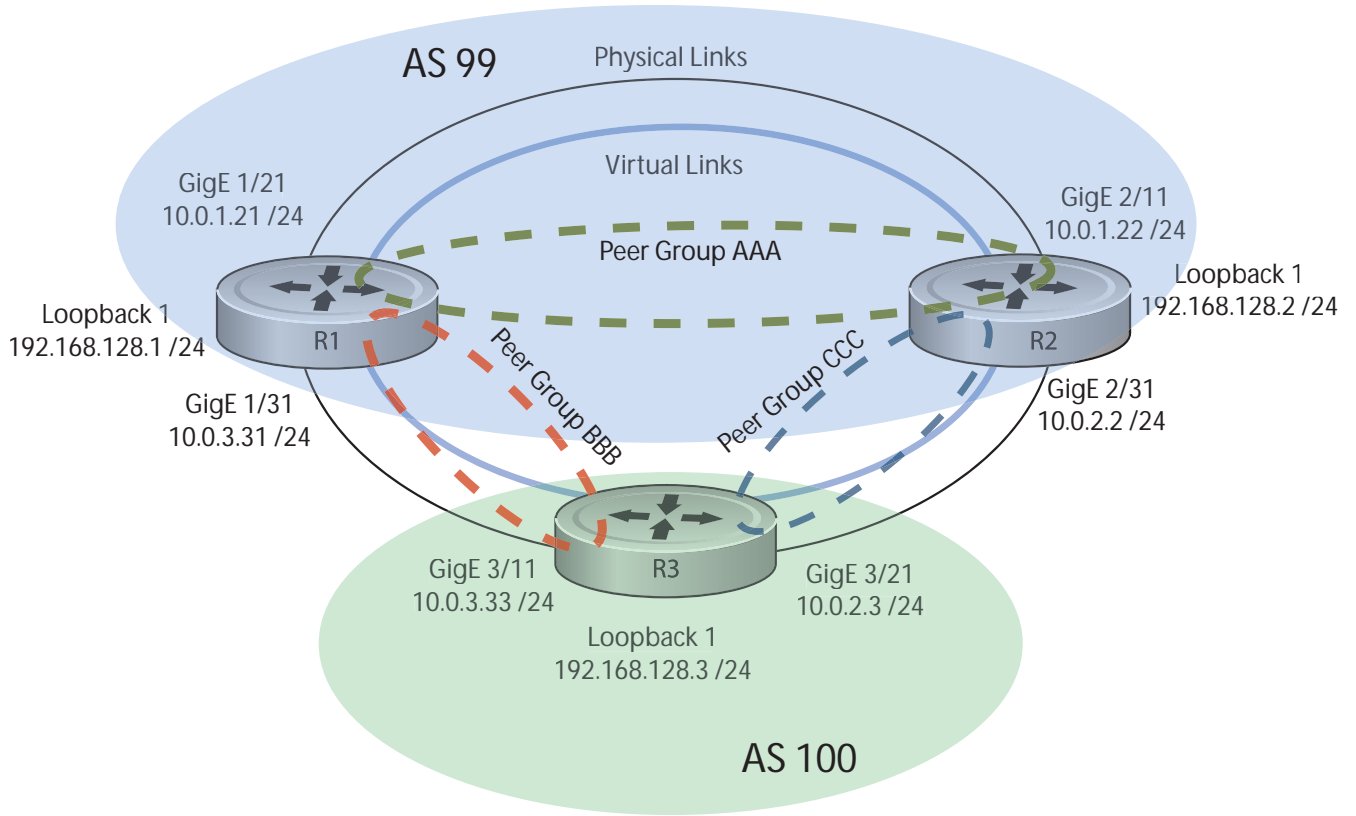 AS 99
Physical Links
Virtual Links
GigE 1/21
10.0.1.21 /24
GigE 2/11
10.0.1.22 /24
Peer Group AAA
Loopback 1
192.168.128.1 /24
R1
Loopback 1
192.168.128.2 /24
R2
Peer Group BBB
Peer Group CCC
GigE 1/31
10.0.3.31 /24
GigE 2/31
10.0.2.2 /24
GigE 3/11
10.0.3.33 /24
R3
GigE 3/21
10.0.2.3 /24
Loopback 1
192.168.128.3 /24
AS 100